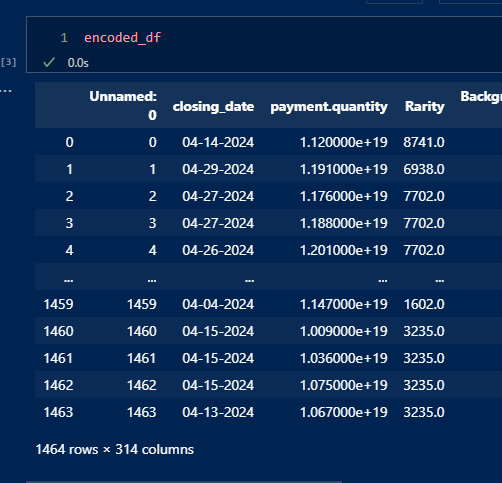 1 encoded_df
[3] 0.0s
...
Unnamed: 0 closing_date payment.quantity Rarity Backgr
0 0 04-14-2024 1.120000e+19 8741.0
1 1 04-29-2024 1.191000e+19 6938.0
2 2 04-27-2024 1.176000e+19 7702.0
3 3 04-27-2024 1.188000e+19 7702.0
4 4 04-26-2024 1.201000e+19 7702.0
... ... ... ... ...
1459 1459 04-04-2024 1.147000e+19 1602.0
1460 1460 04-15-2024 1.009000e+19 3235.0
1461 1461 04-15-2024 1.036000e+19 3235.0
1462 1462 04-15-2024 1.075000e+19 3235.0
1463 1463 04-13-2024 1.067000e+19 3235.0
1464 rows × 314 columns